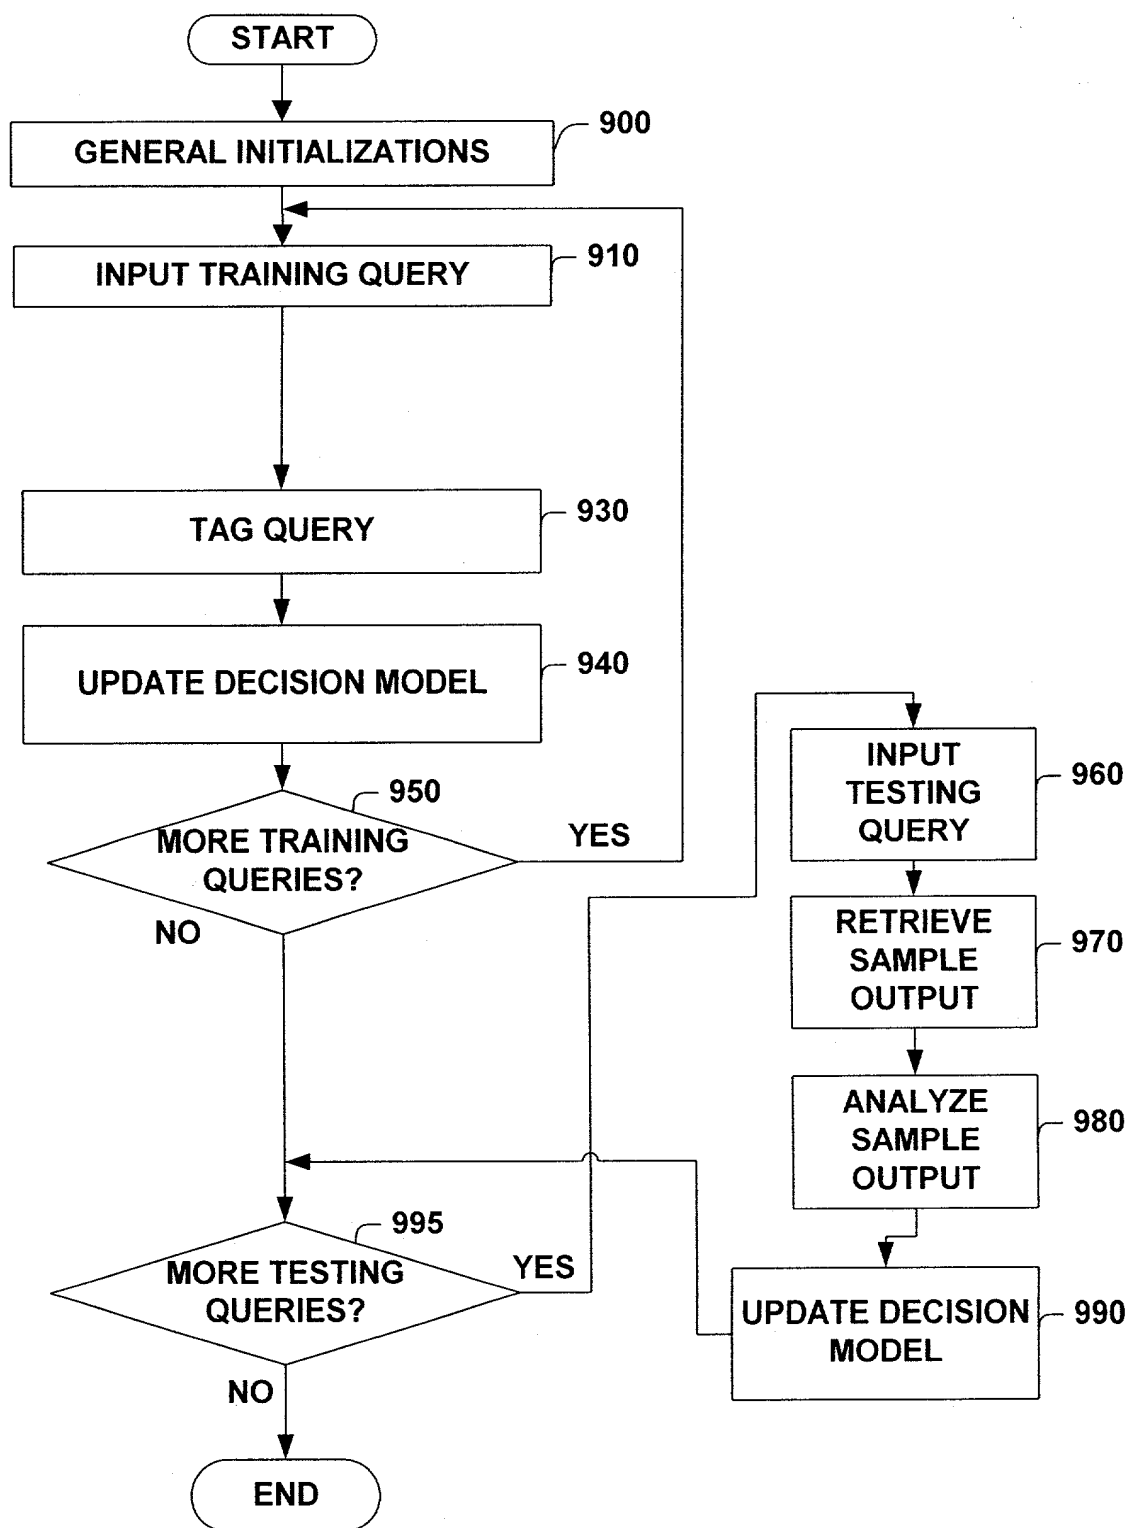 START
GENERAL INITIALIZATIONS
900
INPUT TRAINING QUERY
910
TAG QUERY
930
UPDATE DECISION MODEL
940
950
MORE TRAINING
QUERIES?
YES
NO
INPUT
TESTING
QUERY
960
RETRIEVE
SAMPLE
OUTPUT
970
ANALYZE
SAMPLE
OUTPUT
980
UPDATE DECISION
MODEL
990
995
MORE TESTING
QUERIES?
YES
NO
END